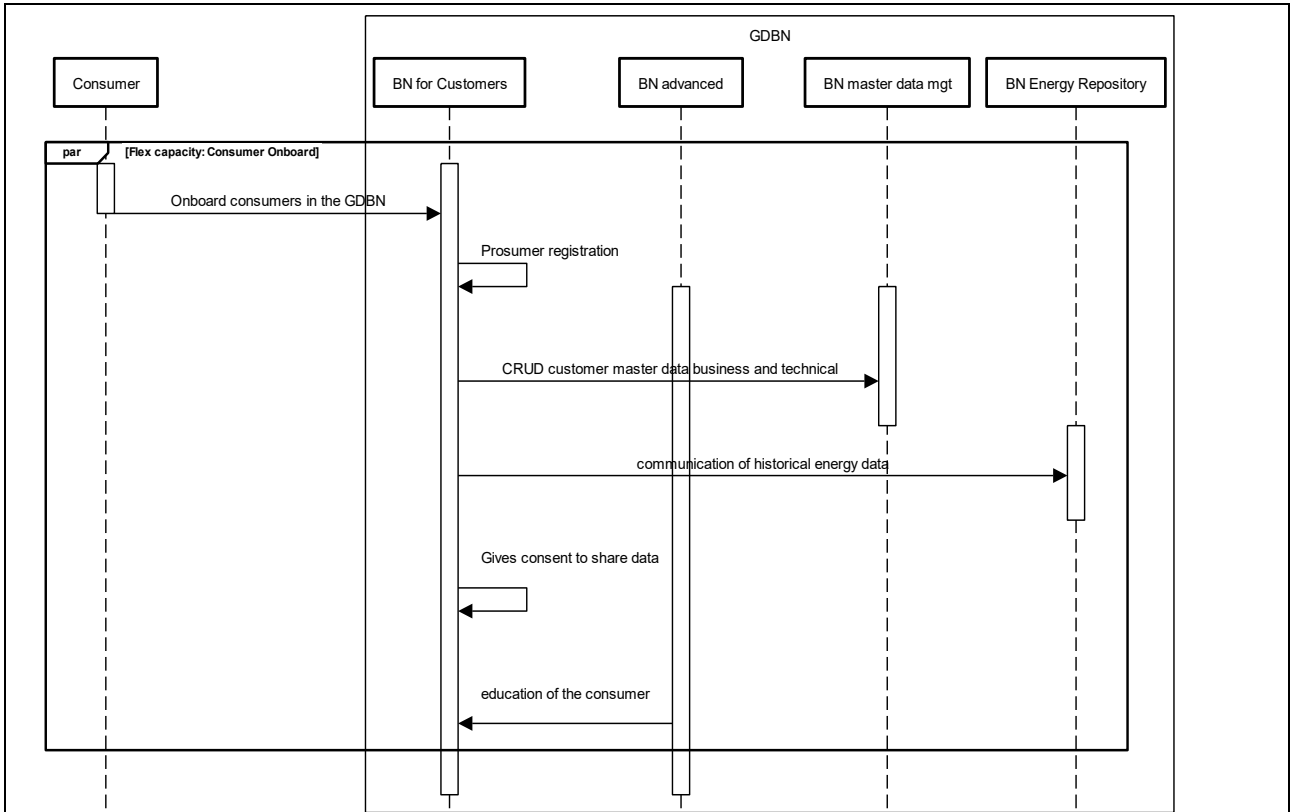 GDBN
Consumer
BN for Customers
BN advanced
BN master data mgt
BN Energy Repository
par
[Flex capacity: Consumer Onboard]
Onboard consumers in the GDBN
Prosumer registration
CRUD customer master data business and technical
communication of historical energy data
Gives consent to share data
education of the consumer